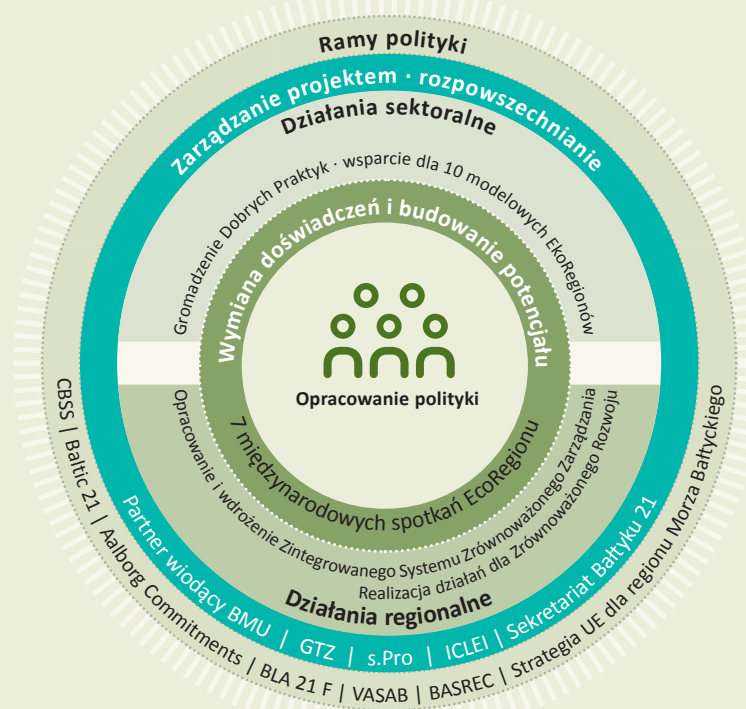 Ramy polityki
Zarządzanie projektem · rozpowszechnianie
Działania sektoralne
Gromadzenie Dobrych Praktyk · wsparcie dla 10 modelowych EkoRegionów
Wymiana doświadczeń i budowanie potencjału
Opracowanie polityki
7 międzynarodowych spotkań EcoRegionu
Opracowanie i wdrożenie Zintegrowanego Systemu Zrównoważonego Zarządzania
Realizacja działań dla Zrównoważonego Rozwoju
Działania regionalne
Partner wiodący BMU | GTZ | s.Pro | ICLEI | Sekretariat Bałtyku 21
CBSS | Baltic 21 | Aalborg Commitments | BLA 21 F | VASAB | BASREC | Strategia UE dla regionu Morza Bałtyckiego